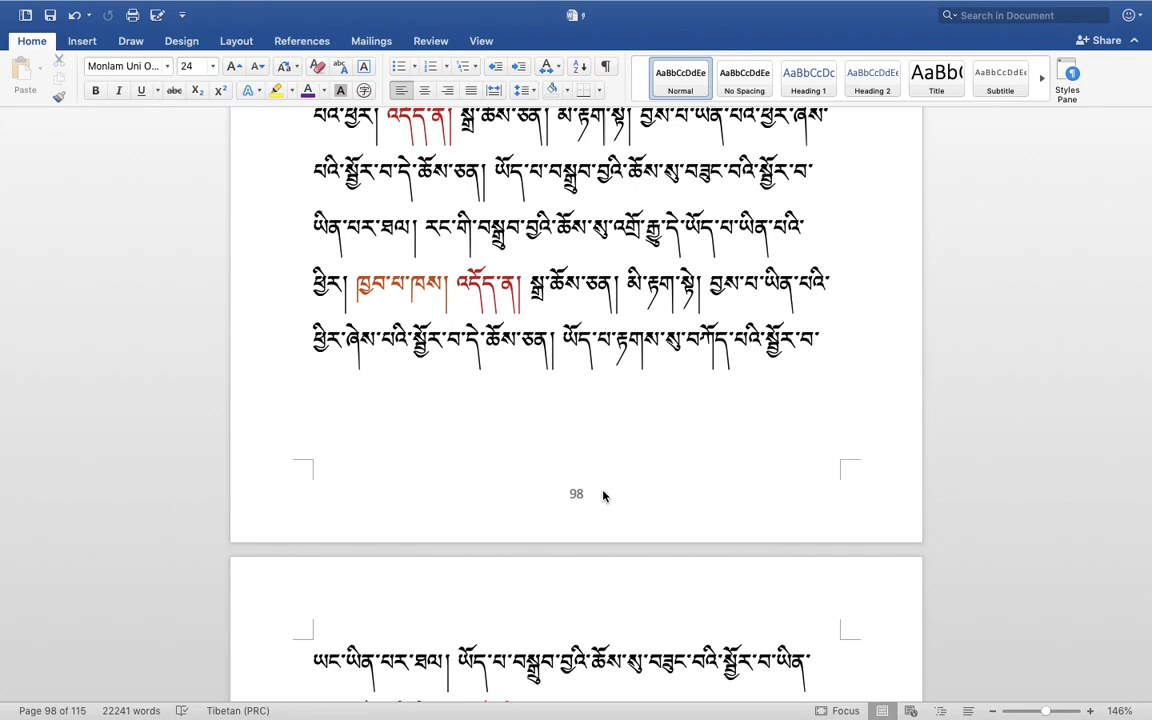 ༡
Search in Document
Home Insert Draw Design Layout References Mailings Review View
Share
Paste
Monlam Uni O... 24
AaBbCcDdEe AaBbCcDdEe AaBbCcDc AaBbCcDdEe AaBb( AaBbCcDdEe
Normal No Spacing Heading 1 Heading 2 Title Subtitle
Styles Pane
པའི་ཕྱིར། འདོད་ན། སྒྲ་ཆོས་ཅན། མི་རྟག་སྟེ། བྱས་པ་ཡིན་པའི་ཕྱིར་ཞེས་
པའི་སྦྱོར་བ་དེ་ཆོས་ཅན། ཡོད་པ་བསྒྲུབ་བྱའི་ཆོས་སུ་བཟུང་བའི་སྦྱོར་བ་
ཡིན་པར་ཐལ། རང་གི་བསྒྲུབ་བྱའི་ཆོས་སུ་འགྲོ་རྒྱུ་དེ་ཡོད་པ་ཡིན་པའི་
ཕྱིར། ཁྱབ་པ་ཁས། འདོད་ན། སྒྲ་ཆོས་ཅན། མི་རྟག་སྟེ། བྱས་པ་ཡིན་པའི་
ཕྱིར་ཞེས་པའི་སྦྱོར་བ་དེ་ཆོས་ཅན། ཡོད་པ་རྟགས་སུ་བཀོད་པའི་སྦྱོར་བ་
98
ཡང་ཡིན་པར་ཐལ། ཡོད་པ་བསྒྲུབ་བྱའི་ཆོས་སུ་བཟུང་བའི་སྦྱོར་བ་ཡིན་
Page 98 of 115 22241 words Tibetan (PRC) Focus 146%